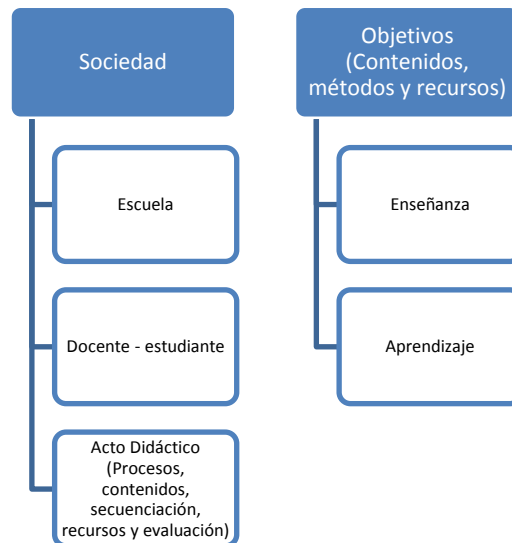 Sociedad
Escuela
Docente - estudiante
Acto Didáctico
(Procesos,
contenidos,
secuenciación,
recursos y evaluación)
Objetivos
(Contenidos,
métodos y recursos)
Enseñanza
Aprendizaje